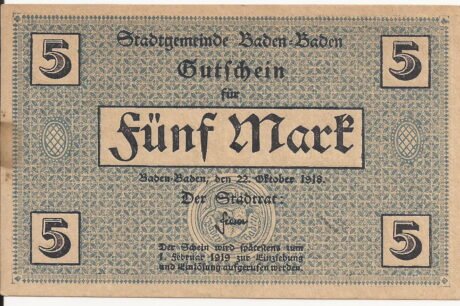 5 5
Stadtgemeinde Baden-Baden
Gutschein
für
Fünf Mark
Baden-Baden, den 22. Oktober 1918.
Der Stadtrat:
5 5
Der Schein wird spätestens zum
1. Februar 1919 zur Einziehung
und Einlösung aufgerufen werden.